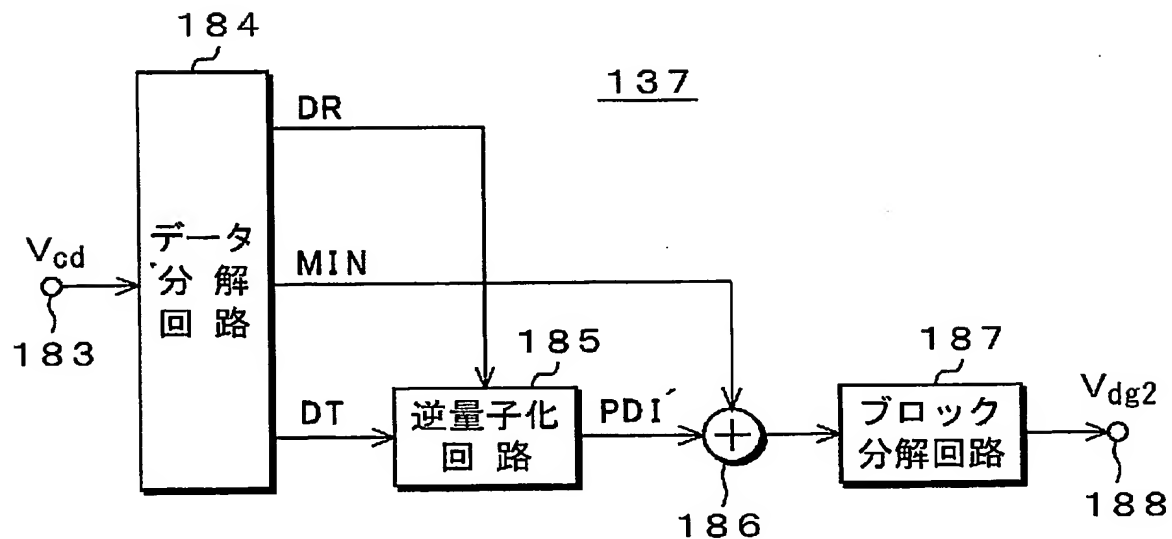 184
137
DR
データ
分解
回路
Vcd
183
MIN
DT
185
逆量子化
回路
PDI´
186
187
ブロック
分解回路
Vdg2
188